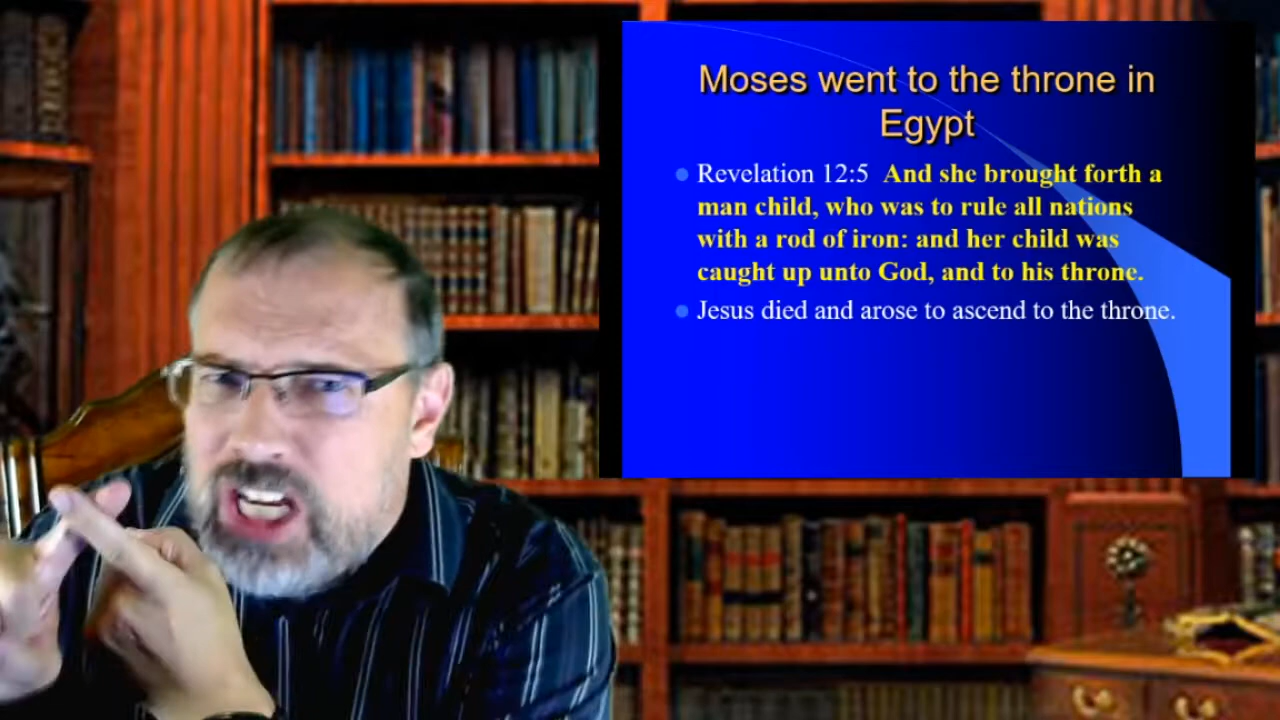 Moses went to the throne in
Egypt
Revelation 12:5 And she brought forth a
man child, who was to rule all nations
with a rod of iron: and her child was
caught up unto God, and to his throne.
Jesus died and arose to ascend to the throne.